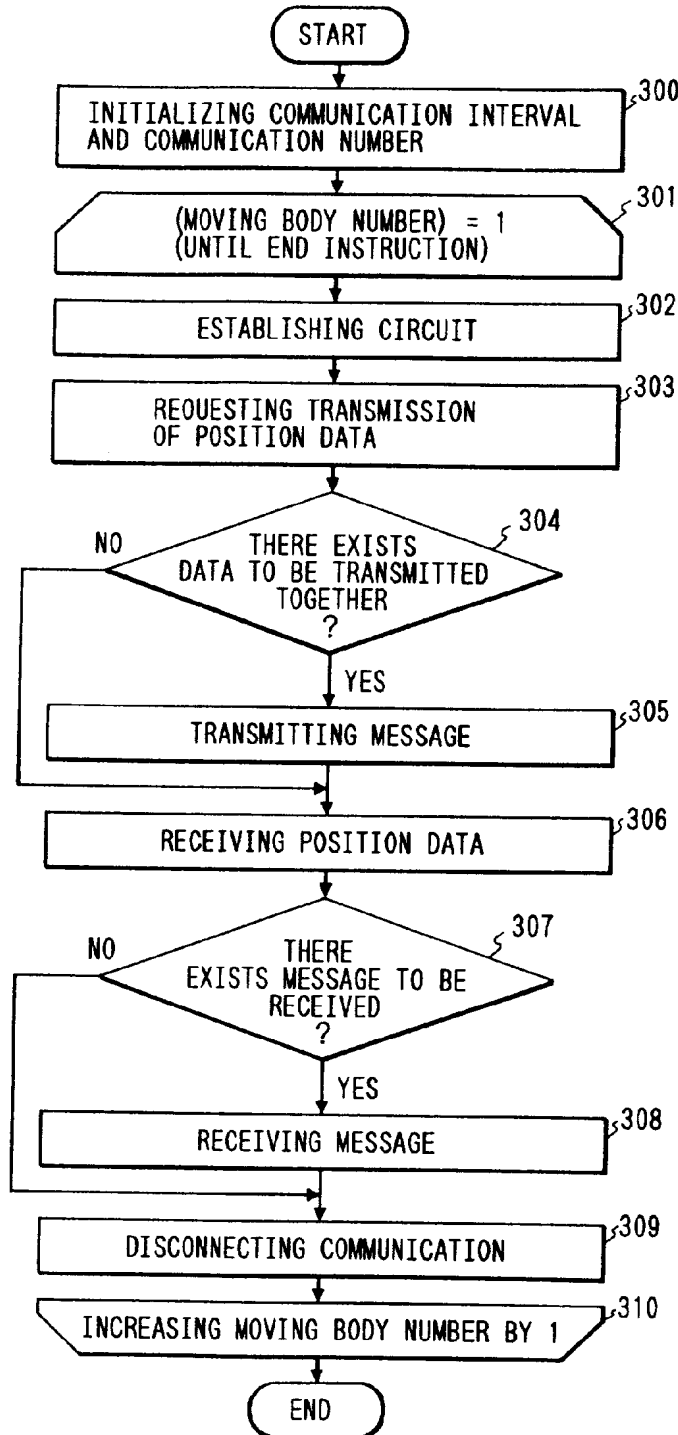 START
300
INITIALIZING COMMUNICATION INTERVAL
AND COMMUNICATION NUMBER
301
(MOVING BODY NUMBER) = 1
(UNTIL END INSTRUCTION)
302
ESTABLISHING CIRCUIT
303
REQUESTING TRANSMISSION
OF POSITION DATA
304
NO
THERE EXISTS
DATA TO BE TRANSMITTED
TOGETHER
?
YES
305
TRANSMITTING MESSAGE
306
RECEIVING POSITION DATA
307
NO
THERE
EXISTS MESSAGE TO BE
RECEIVED
?
YES
308
RECEIVING MESSAGE
309
DISCONNECTING COMMUNICATION
310
INCREASING MOVING BODY NUMBER BY 1
END